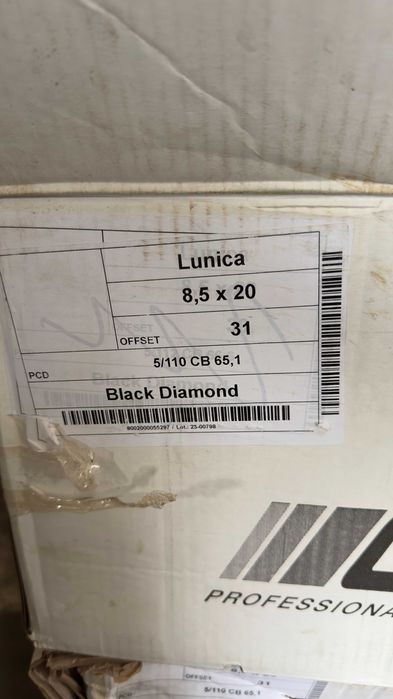 Lunica
8,5 x 20
OFFSET 31
PCD 5/110 CB 65,1
Black Diamond
8002000055297 / Lot.: 23-00798
PROFESSIONA
OFFSET 31
5/110 CB 65,1